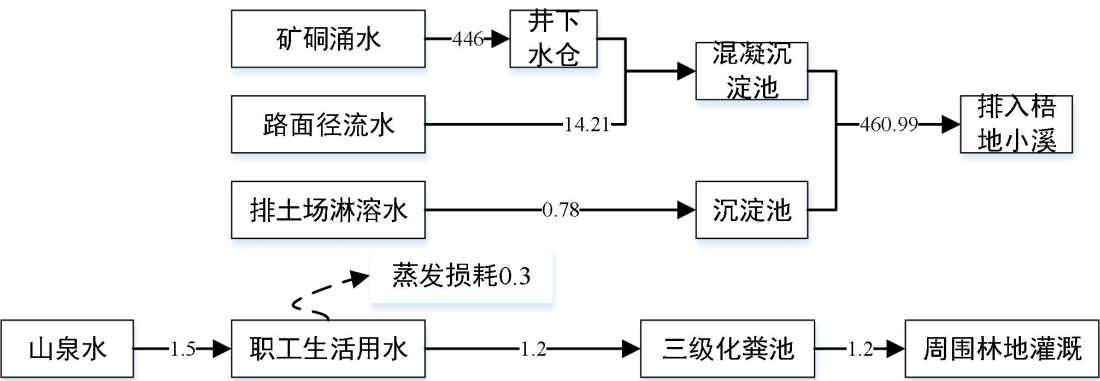 矿硐涌水
446
井下
水仓
混凝沉
淀池
路面径流水
14.21
460.99
排入梧
地小溪
排土场淋溶水
0.78
沉淀池
蒸发损耗0.3
山泉水
1.5
职工生活用水
1.2
三级化粪池
1.2
周围林地灌溉